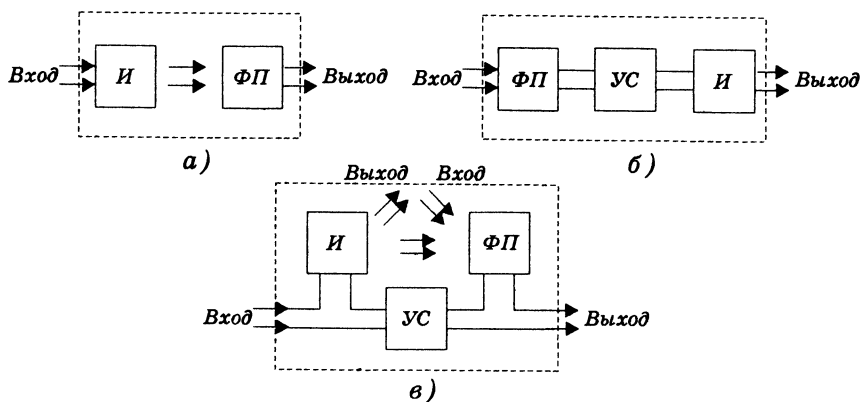 Вход И ФП Выход
а)
Вход ФП УС И Выход
б)
Выход Вход
И ФП
Вход УС Выход
в)